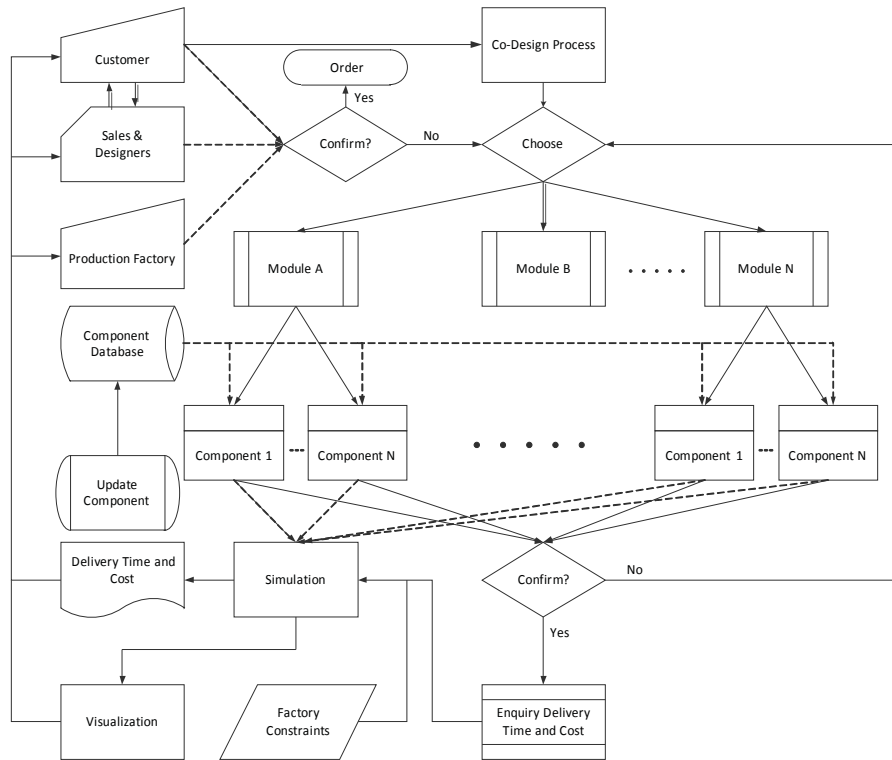 Customer
Co-Design Process
Order
Yes
Sales &
Designers
Confirm?
No
Choose
Production Factory
Module A
Module B
Module N
Component
Database
Component 1
Component N
Component 1
Component N
Update
Component
Delivery Time and
Cost
Simulation
Confirm?
No
Yes
Visualization
Factory
Constraints
Enquiry Delivery
Time and Cost